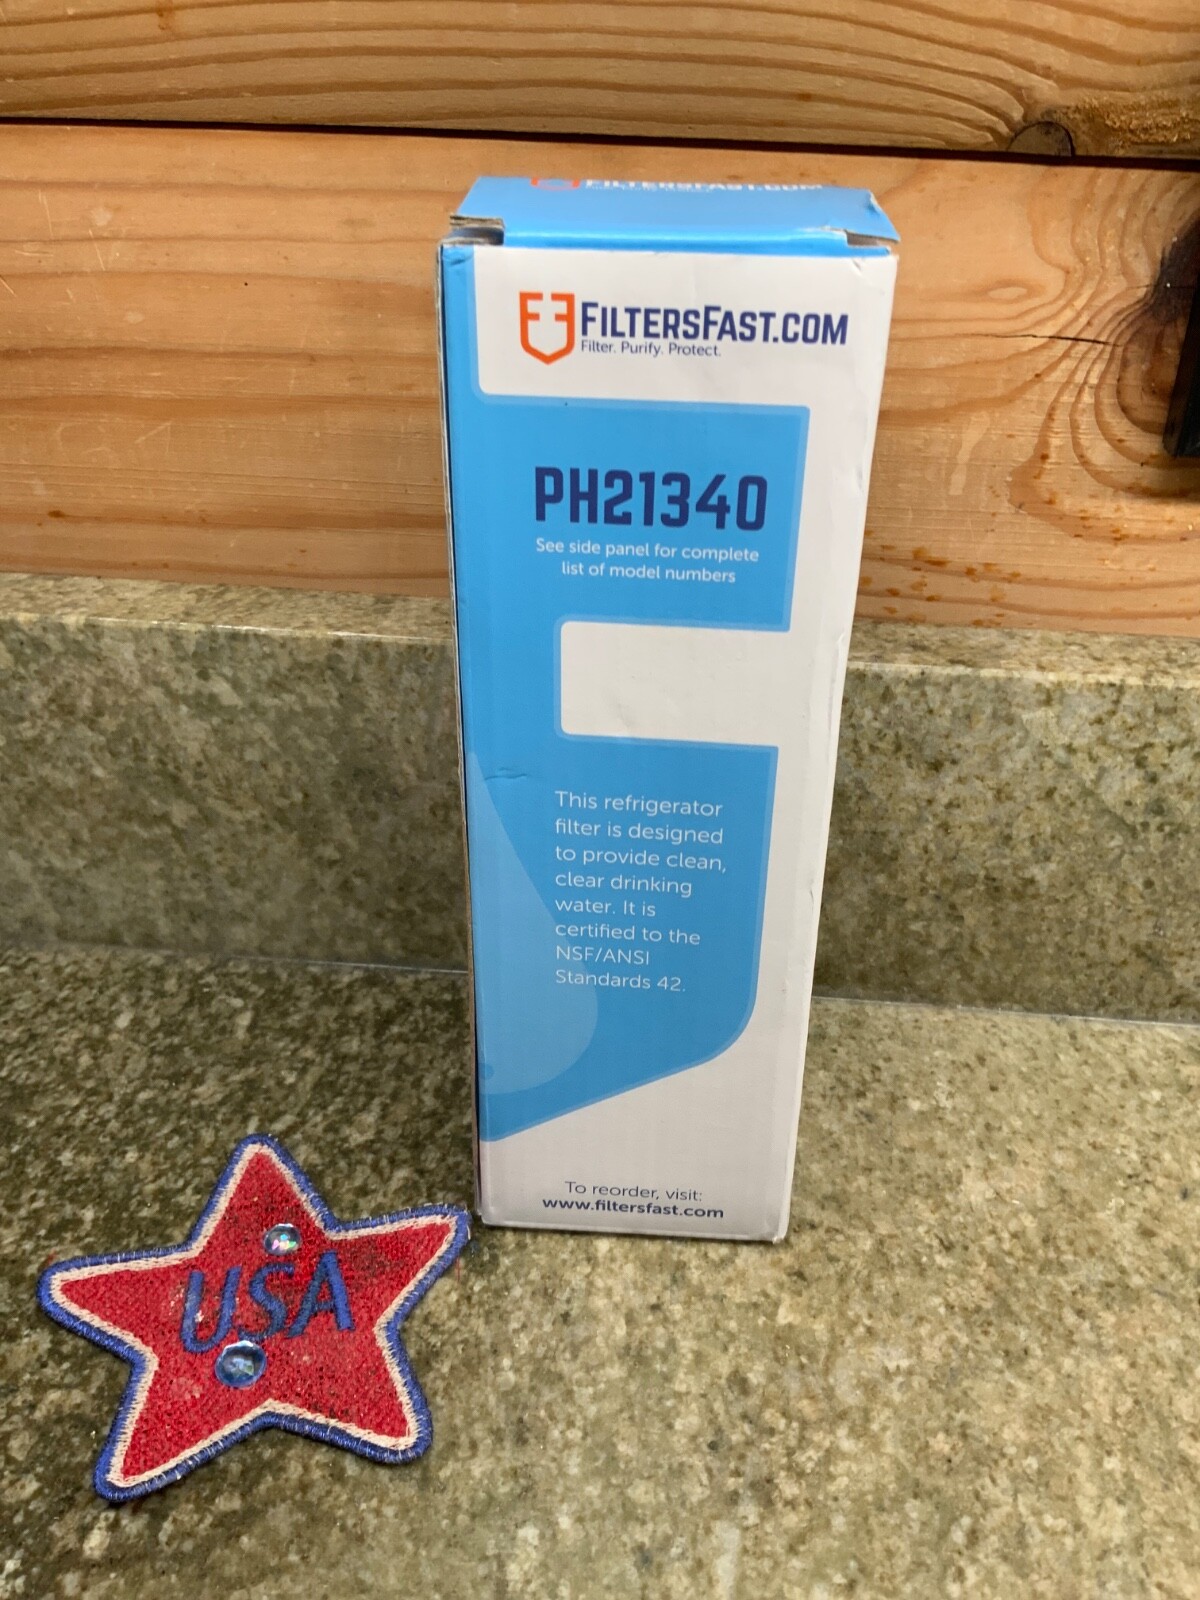 FILTERSFAST.COM
FILTERSFAST.COM
Filter. Purify. Protect.
PH21340
See side panel for complete
list of model numbers
This refrigerator
filter is designed
to provide clean,
clear drinking
water. It is
certified to the
NSF/ANSI
Standards 42.
To reorder, visit:
www.filtersfast.com
USA